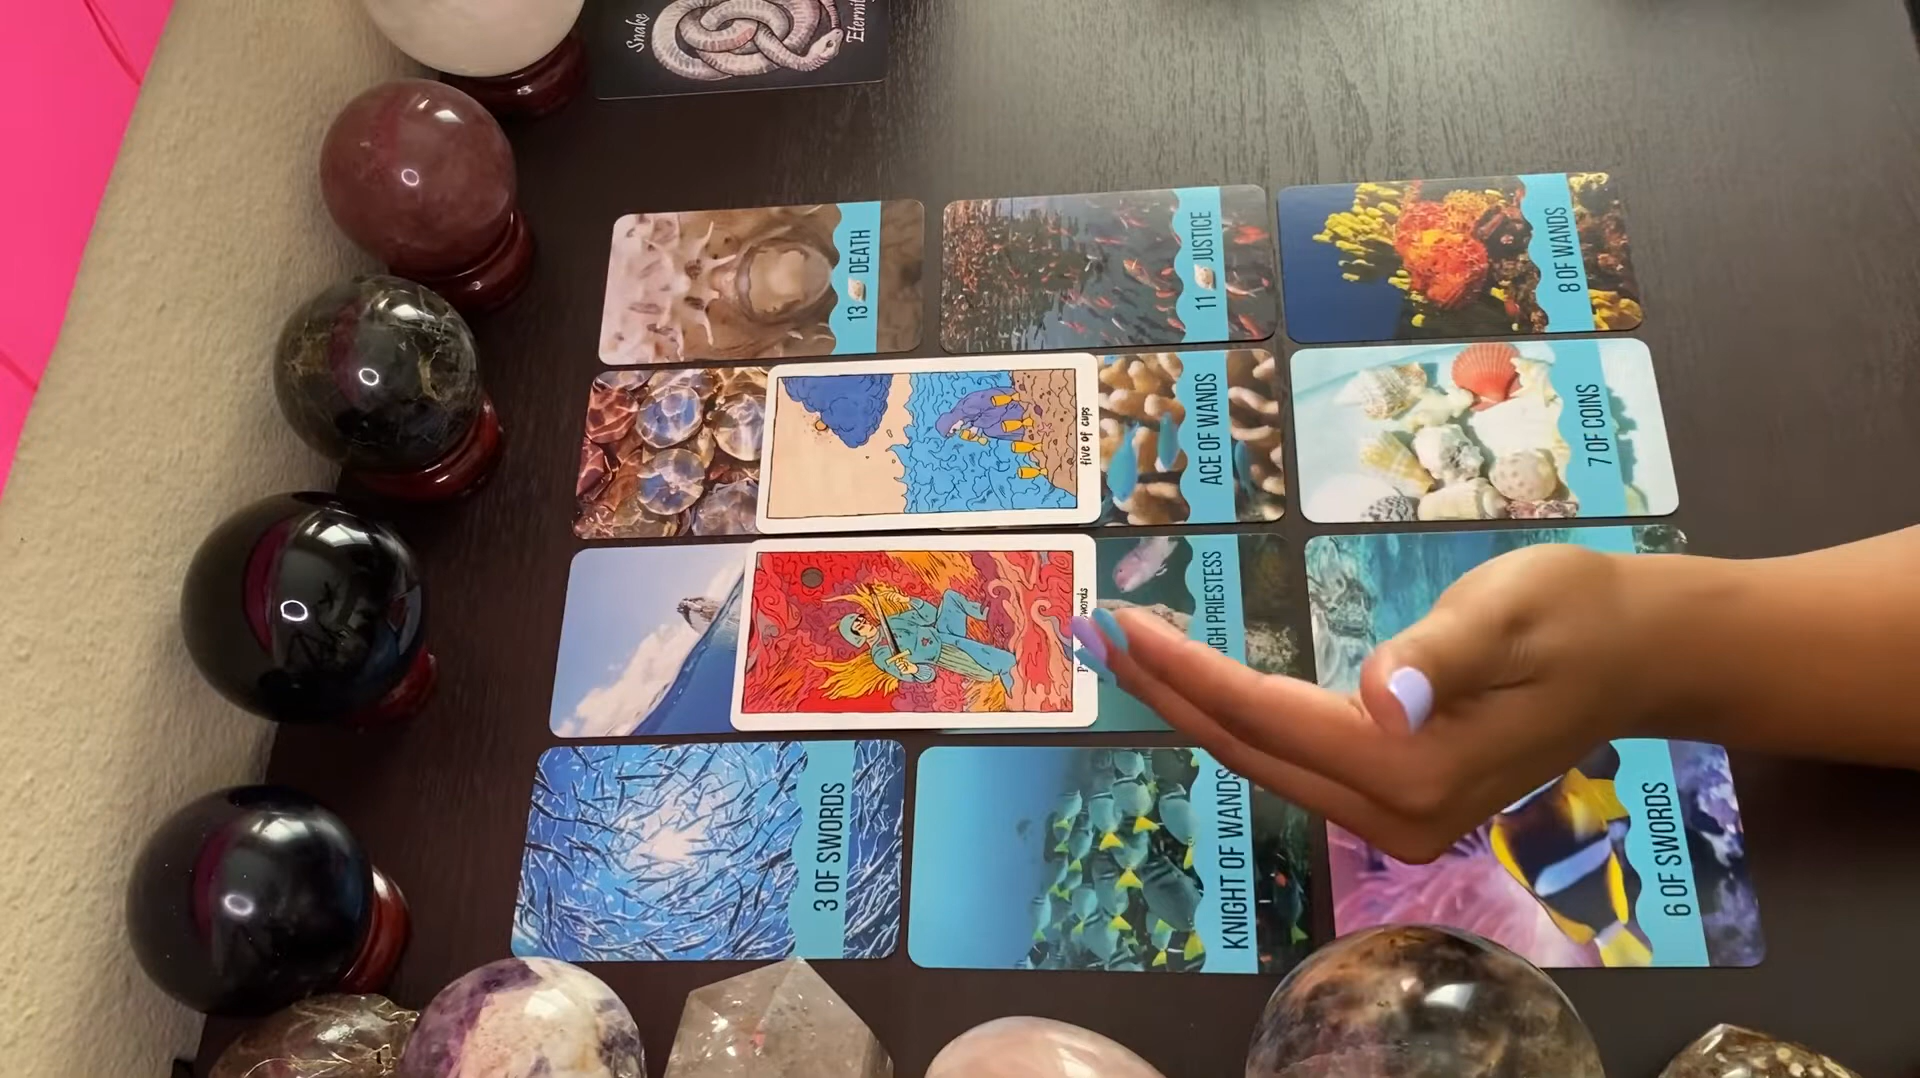 Snake
Eternity
13 DEATH
11 JUSTICE
8 OF WANDS
five of cups
ACE OF WANDS
7 OF COINS
PRIESTESS
3 OF SWORDS
KNIGHT OF WANDS
6 OF SWORDS